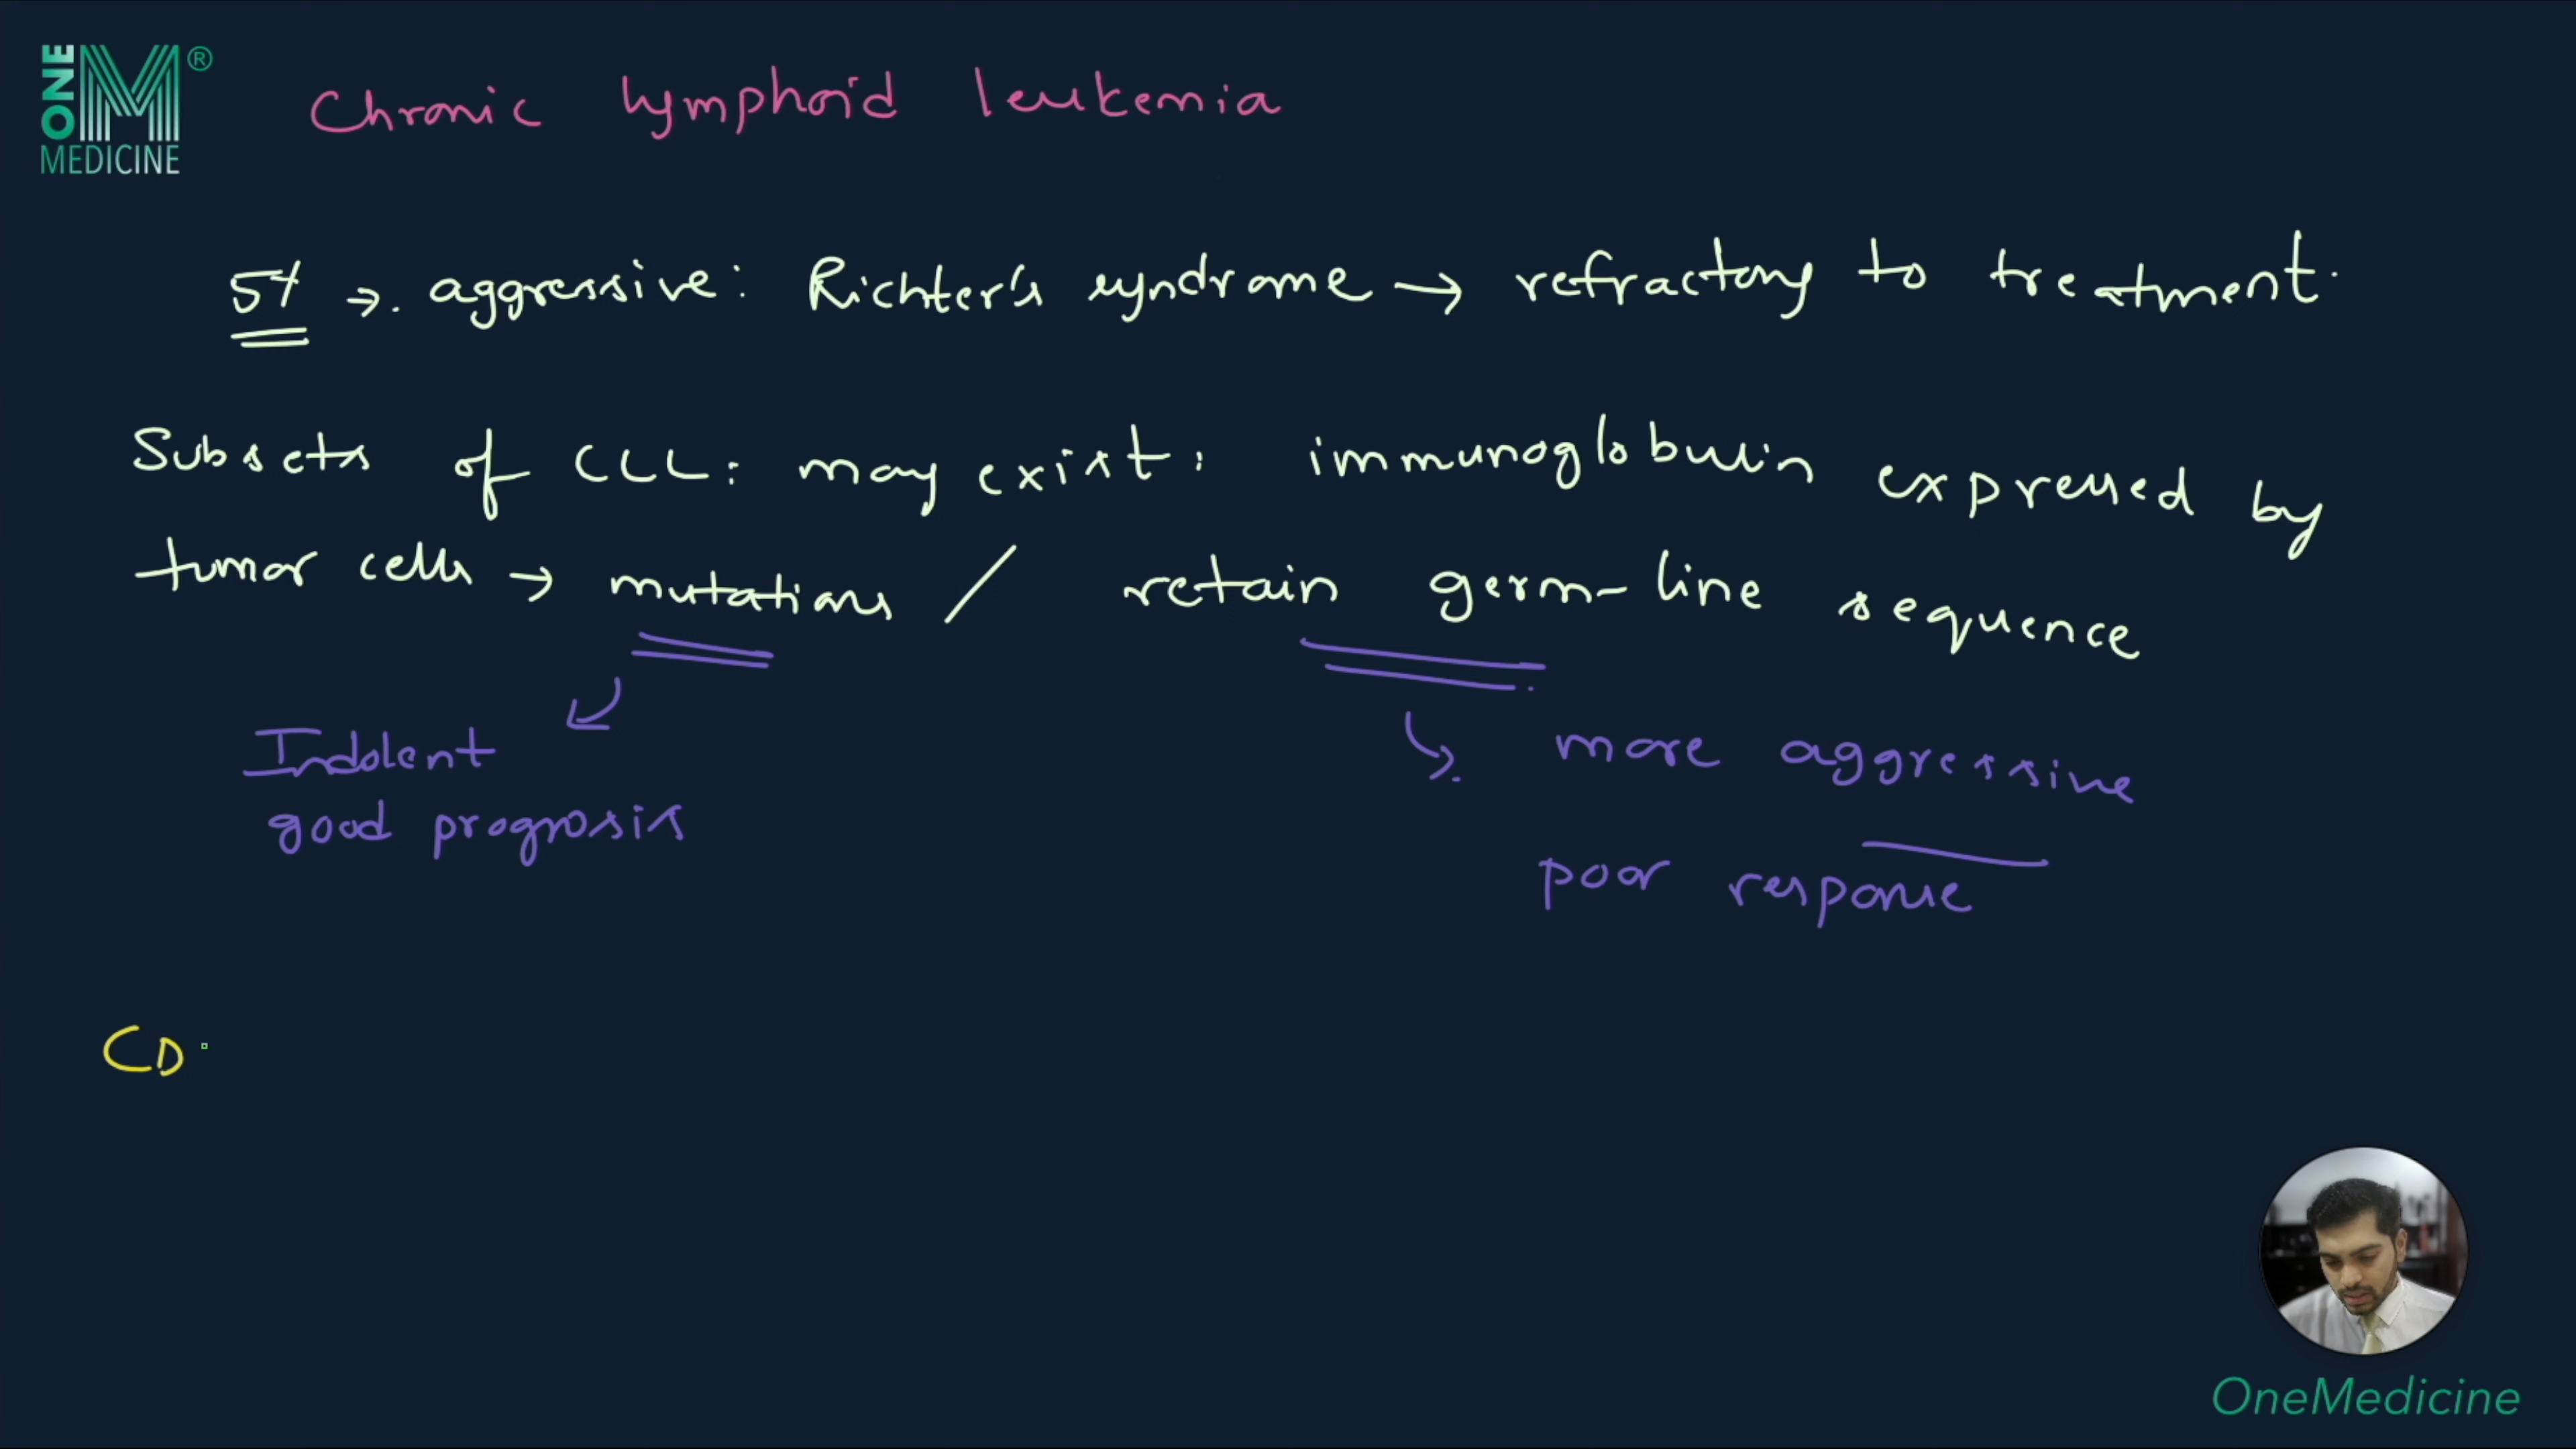 ONE M ®
MEDICINE
Chronic lymphoid leukemia
5% → aggressive: Richter's syndrome → refractory to treatment.
Subsets of CLL: may exist: immunoglobulin expressed by
tumor cells → mutations / retain germ-line sequence
Indolent
good prognosis
more aggressive
poor response
CD
OneMedicine